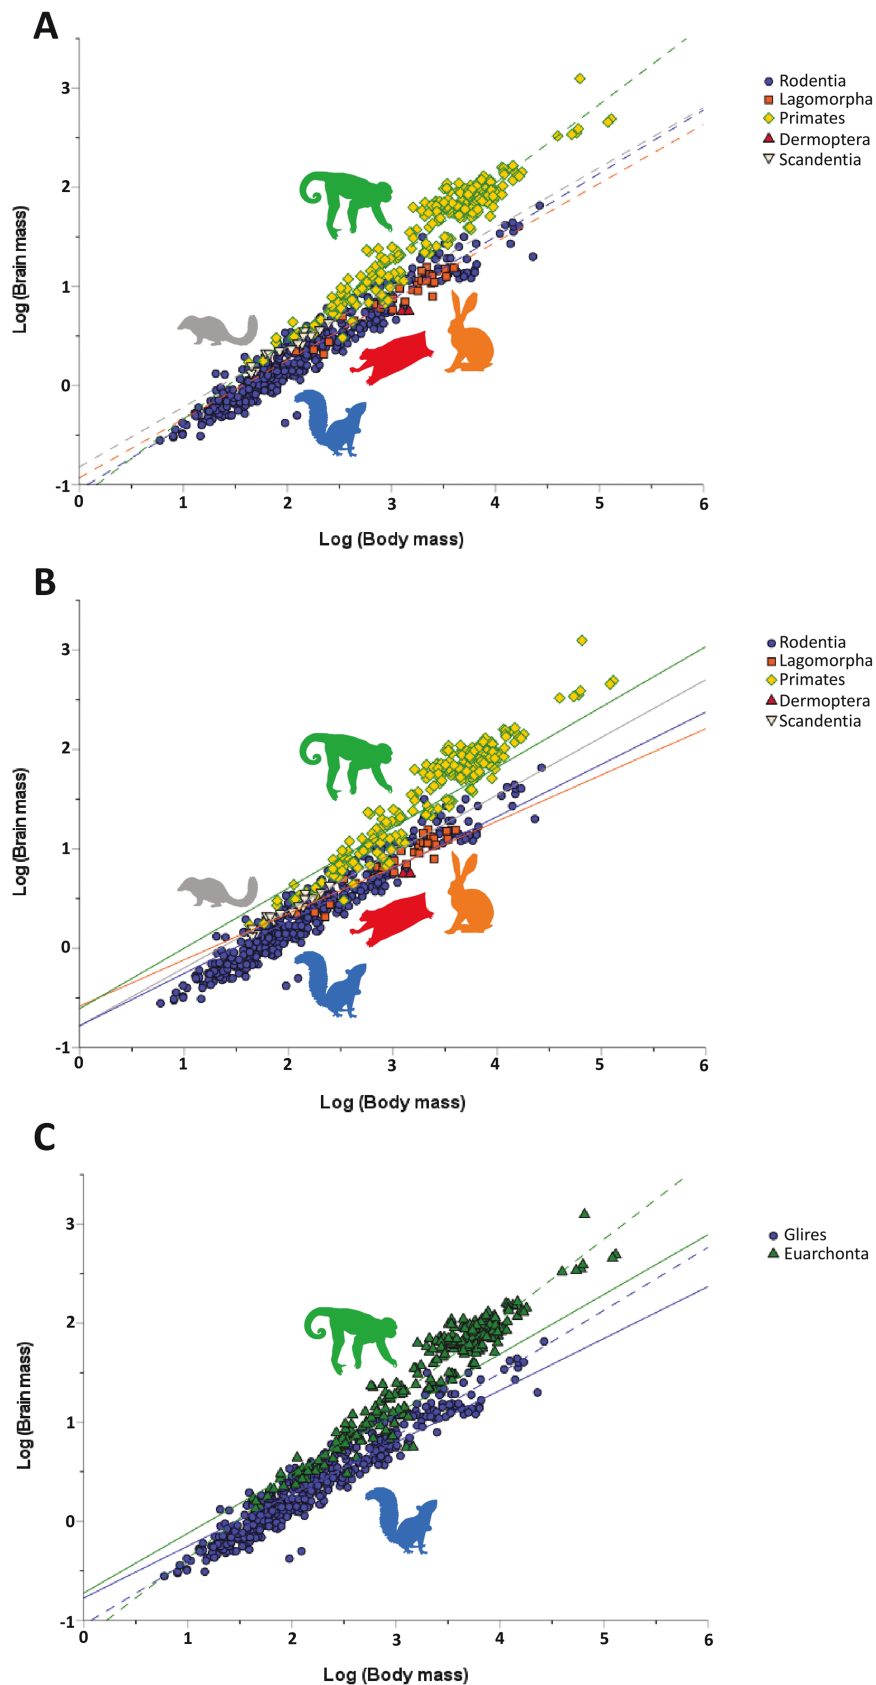 A
3
2
1
0
-1
0 1 2 3 4 5 6
Log (Brain mass)
Log (Body mass)
Rodentia
Lagomorpha
Primates
Dermoptera
Scandentia
B
3
2
1
0
-1
0 1 2 3 4 5 6
Log (Brain mass)
Log (Body mass)
Rodentia
Lagomorpha
Primates
Dermoptera
Scandentia
C
3
2
1
0
-1
0 1 2 3 4 5 6
Log (Brain mass)
Log (Body mass)
Glires
Euarchonta